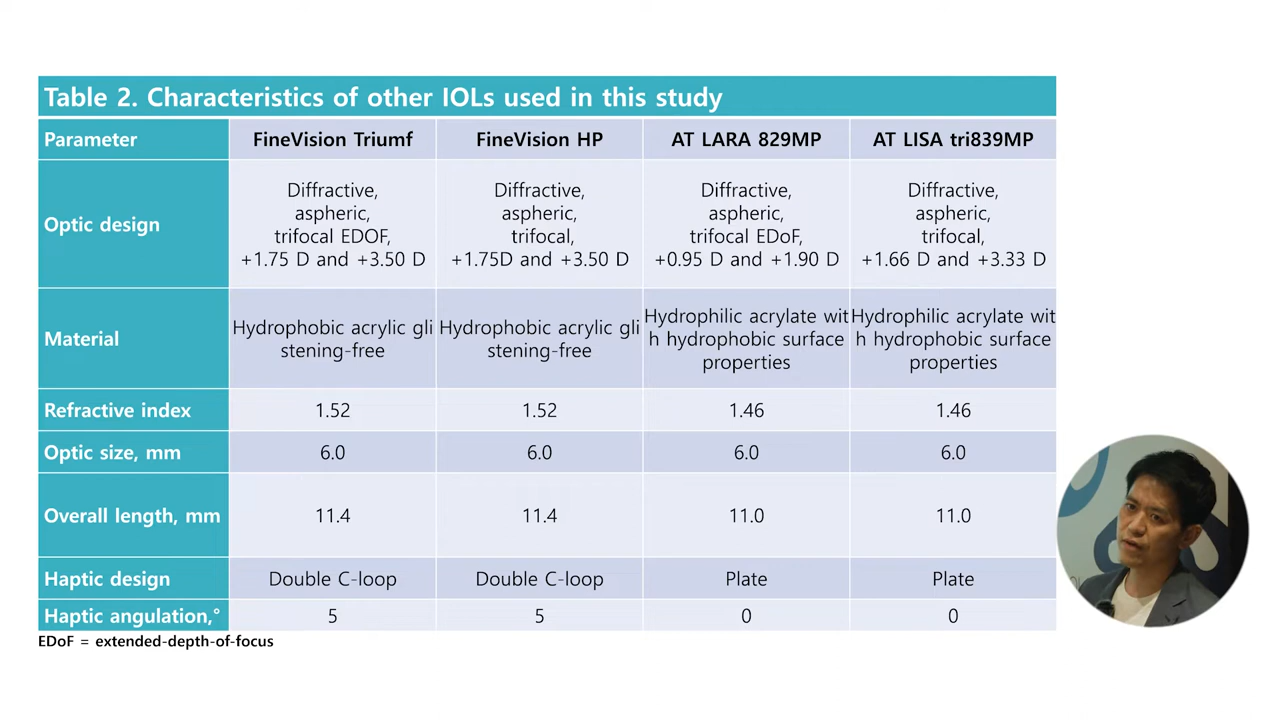 Table 2. Characteristics of other IOLs used in this study
Parameter
FineVision Triumf
FineVision HP
AT LARA 829MP
AT LISA tri839MP
Optic design
Diffractive,
aspheric,
trifocal EDOF,
+1.75 D and +3.50 D
Diffractive,
aspheric,
trifocal,
+1.75D and +3.50 D
Diffractive,
aspheric,
trifocal EDoF,
+0.95 D and +1.90 D
Diffractive,
aspheric,
trifocal,
+1.66 D and +3.33 D
Material
Hydrophobic acrylic gli
stening-free
Hydrophobic acrylic gli
stening-free
Hydrophilic acrylate wit
h hydrophobic surface
properties
Hydrophilic acrylate wit
h hydrophobic surface
properties
Refractive index
1.52
1.52
1.46
1.46
Optic size, mm
6.0
6.0
6.0
6.0
Overall length, mm
11.4
11.4
11.0
11.0
Haptic design
Double C-loop
Double C-loop
Plate
Plate
Haptic angulation,°
5
5
0
0
EDoF = extended-depth-of-focus